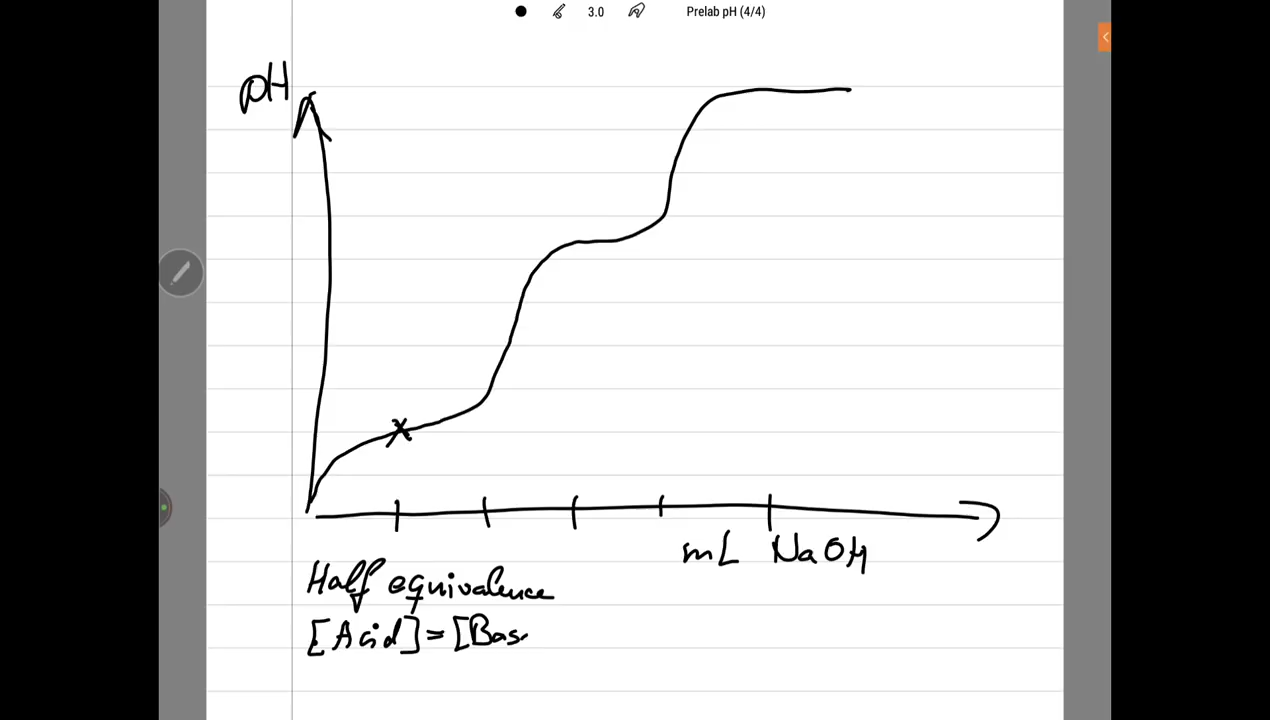 3.0 Prelab pH (4/4)
pH
mL NaOH
Half equivalence
[Acid] = [Bas